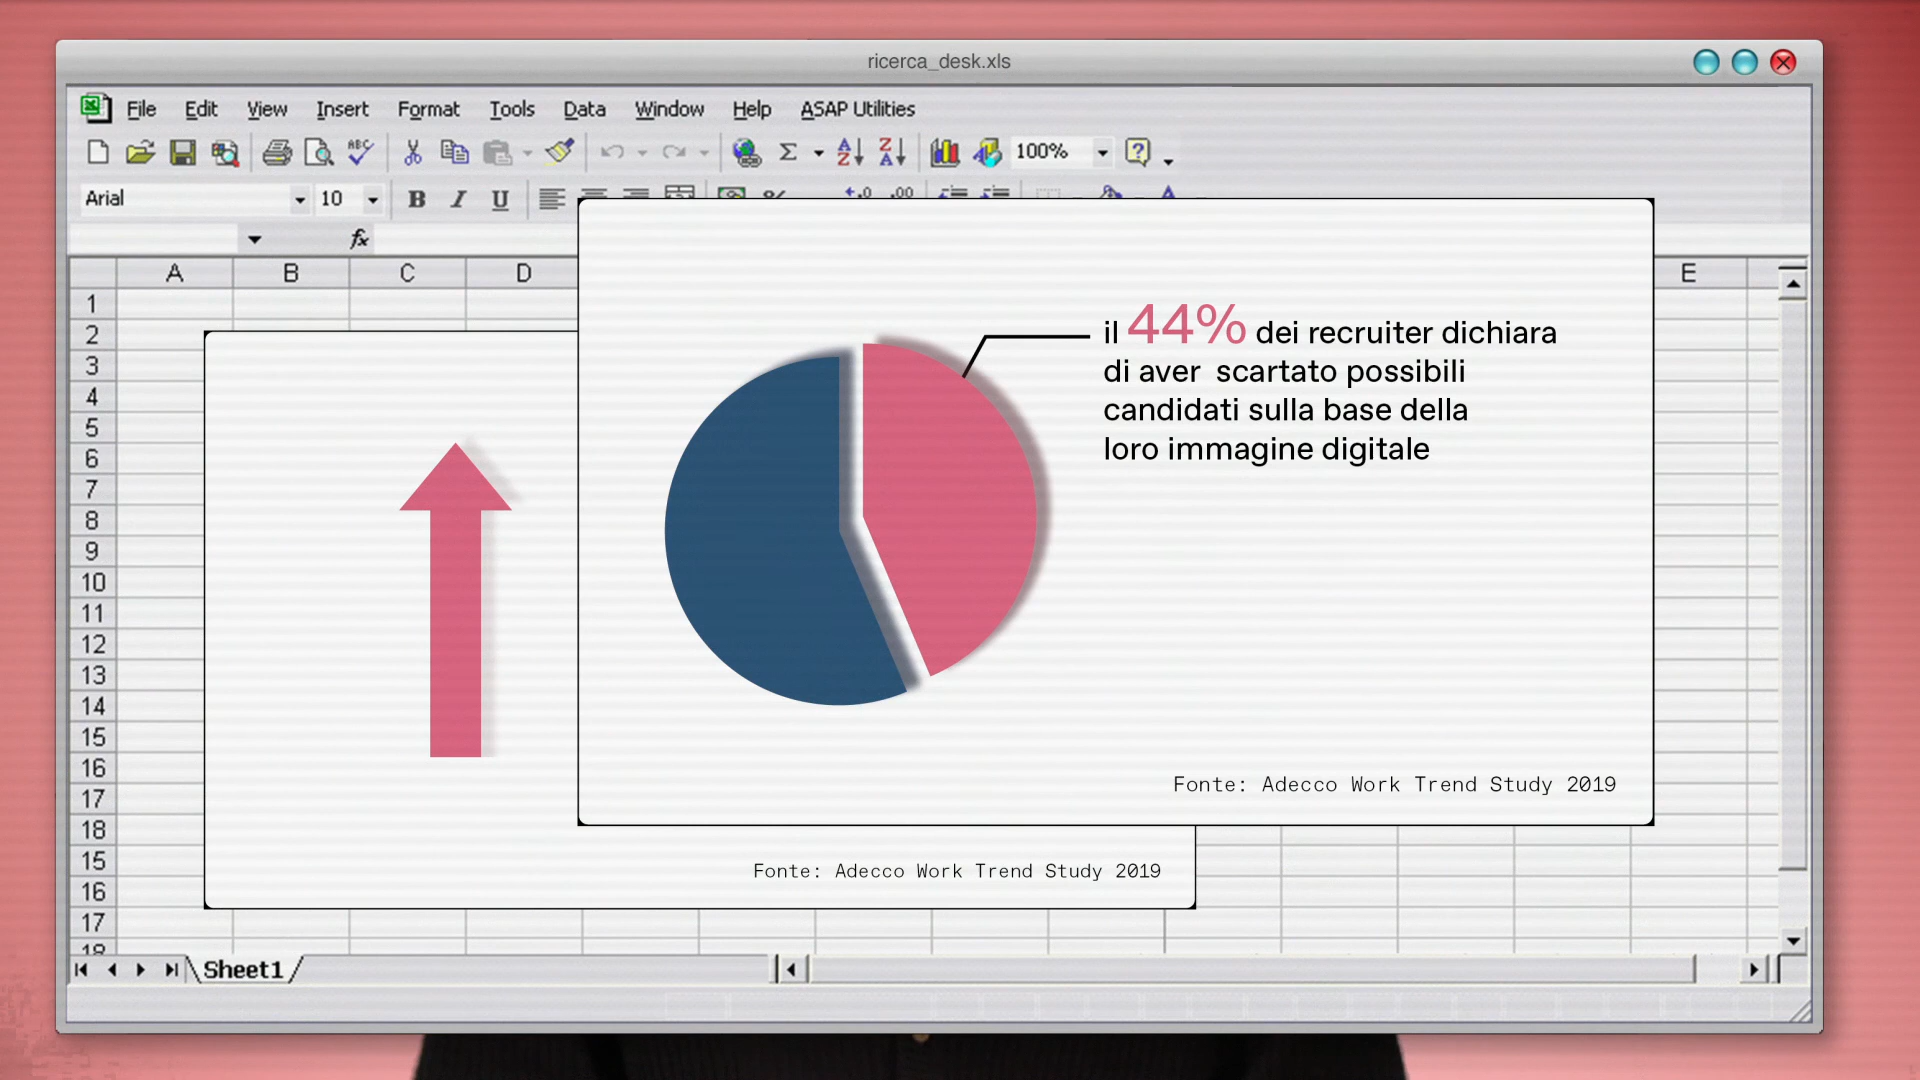 ricerca_desk.xls
File Edit View Insert Format Tools Data Window Help ASAP Utilities
ABC Σ A Z Z A 100% ?
Arial 10 B I U
fx
A B C D E
1
2
3
4
5
6
7
8
9
10
11
12
13
14
15
16
17
18
15
16
17
18
il 44% dei recruiter dichiara
di aver scartato possibili
candidati sulla base della
loro immagine digitale
Fonte: Adecco Work Trend Study 2019
Fonte: Adecco Work Trend Study 2019
Sheet1